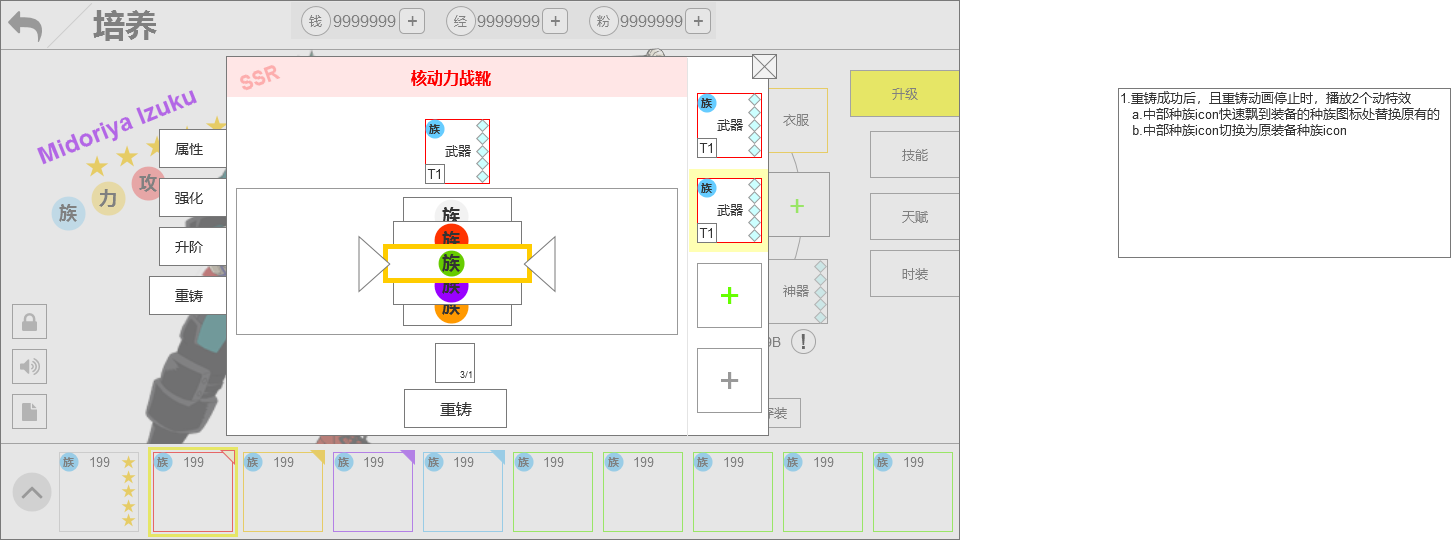 培养
钱 9999999 +
经 9999999 +
粉 9999999 +
SSR
核动力战靴
Midoriya Izuku
族 力 攻
属性
强化
升阶
重铸
族
武器
T1
族
族
族
族
族
3/1
重铸
族
武器
T1
族
武器
T1
+
+
衣服
+
神器
9B
!
穿装
升级
技能
天赋
时装
族 199
族 199
族 199
族 199
族 199
族 199
族 199
族 199
族 199
族 199
1.重铸成功后，且重铸动画停止时，播放2个动特效
a.中部种族icon快速飘到装备的种族图标处替换原有的
b.中部种族icon切换为原装备种族icon